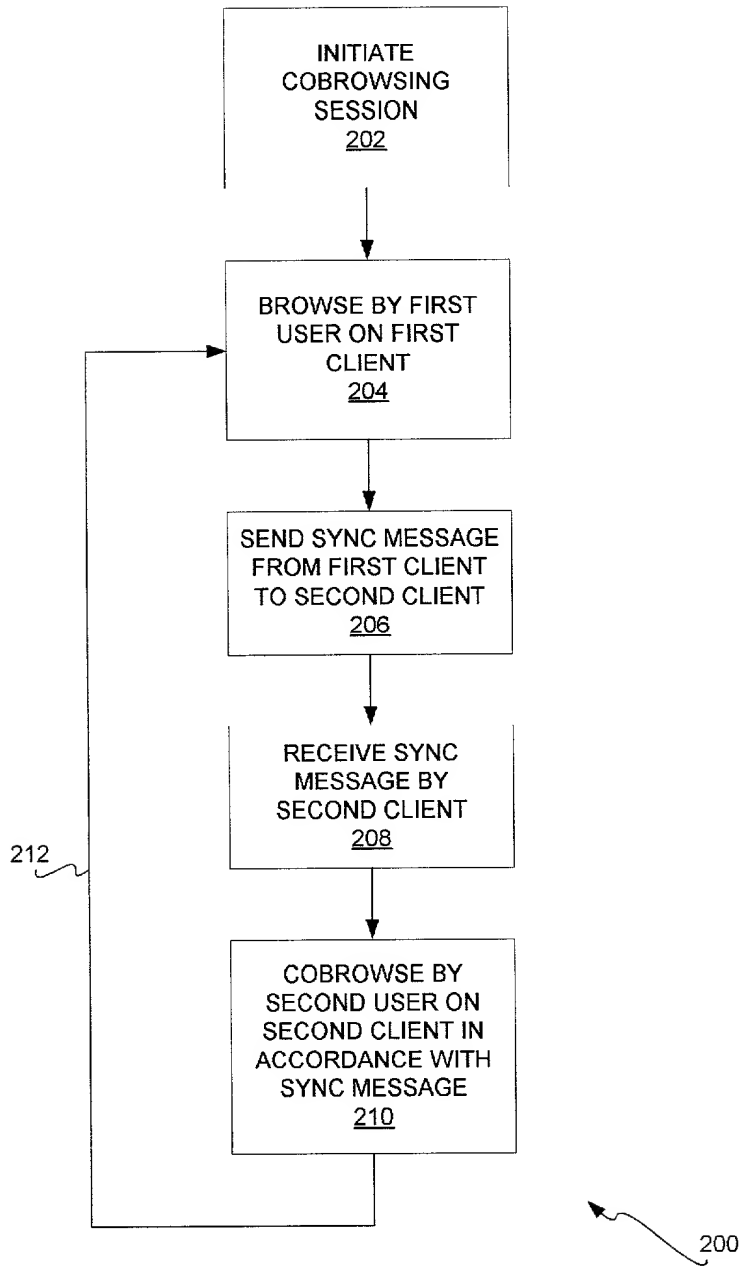 INITIATE
COBROWSING
SESSION
202
BROWSE BY FIRST
USER ON FIRST
CLIENT
204
SEND SYNC MESSAGE
FROM FIRST CLIENT
TO SECOND CLIENT
206
RECEIVE SYNC
MESSAGE BY
SECOND CLIENT
208
212
COBROWSE BY
SECOND USER ON
SECOND CLIENT IN
ACCORDANCE WITH
SYNC MESSAGE
210
200